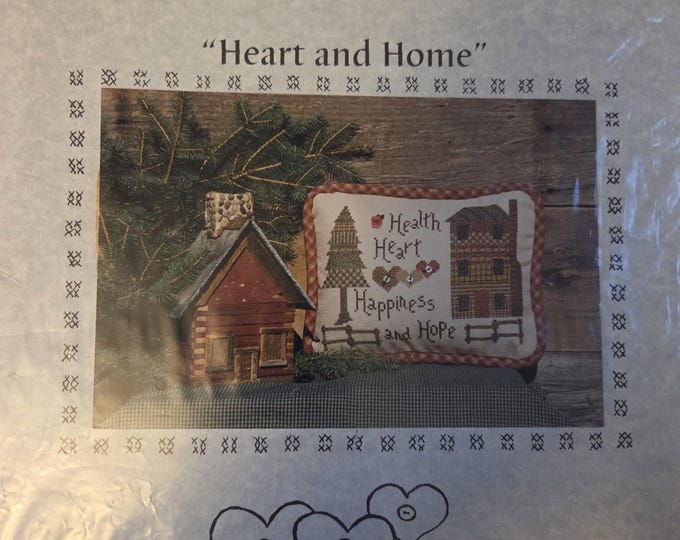 “Heart and Home”
Health
Heart
Happiness
and Hope